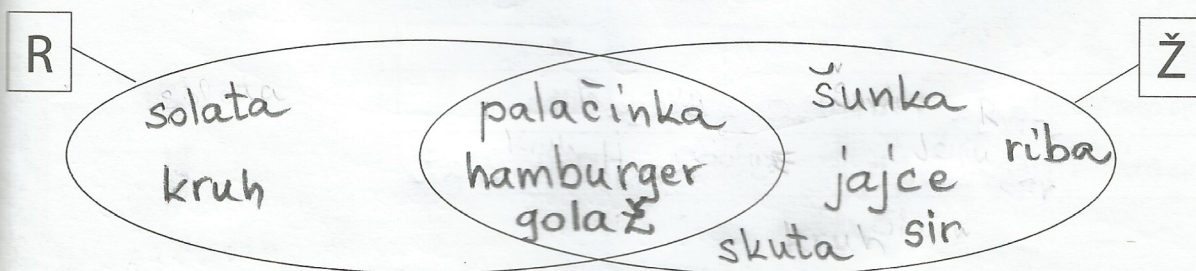 R
Ž
solata
kruh
palačinka
hamburger
golaž
šunka
riba
jajce
sir
skuta